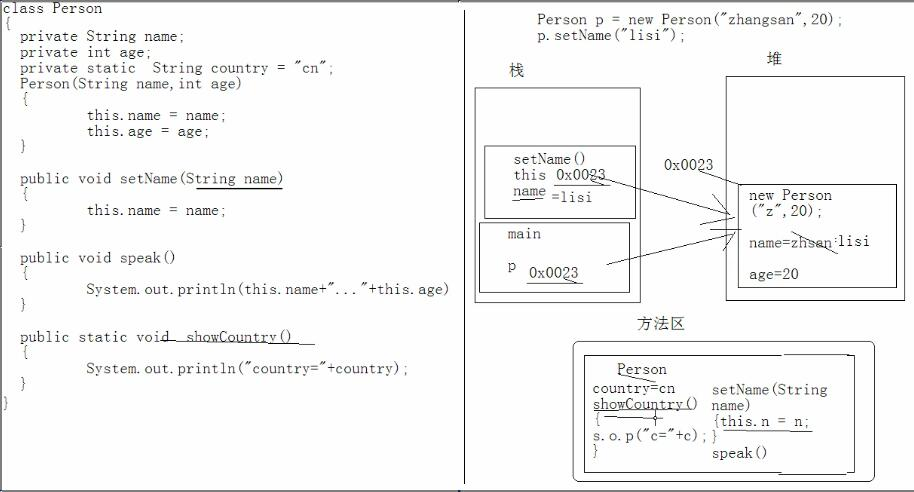 class Person
{
private String name;
private int age;
private static String country = "cn";
Person(String name,int age)
{
this.name = name;
this.age = age;
}
public void setName(String name)
{
this.name = name;
}
public void speak()
{
System.out.println(this.name+"..."+this.age)
}
public static void showCountry()
{
System.out.println("country="+country);
}
}
Person p = new Person("zhangsan",20);
p.setName("lisi");
栈
setName()
this 0x0023
name =lisi
main
p 0x0023
堆
0x0023
new Person
("z",20);
name=zhsan:lisi
age=20
方法区
Person
country=cn
showCountry()
{
s.o.p("c="+c);
}
setName(String
name)
{this.n = n;
}
speak()